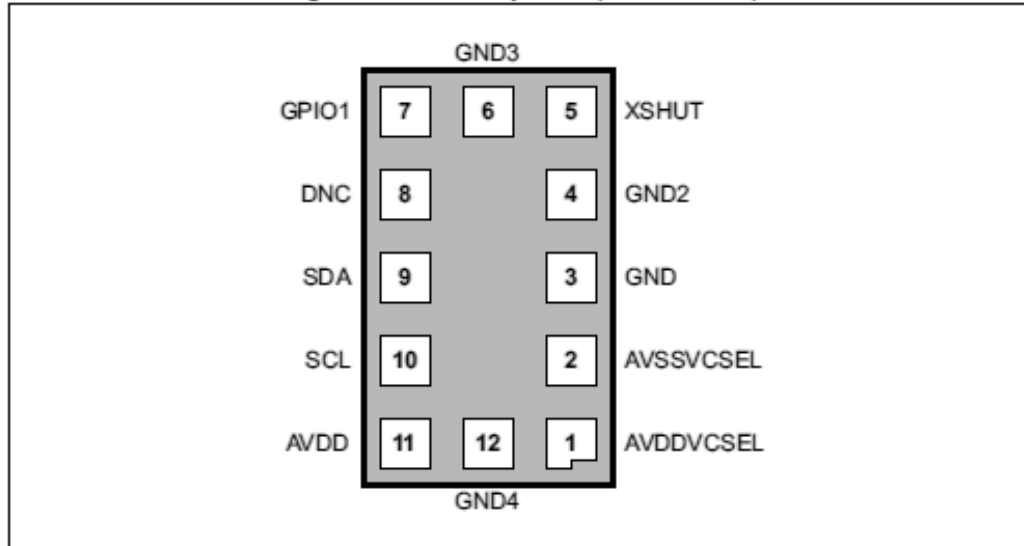 GND3
GPIO1 7 6 5 XSHUT
DNC 8 4 GND2
SDA 9 3 GND
SCL 10 2 AVSSVCSEL
AVDD 11 12 1 AVDDVCSEL
GND4